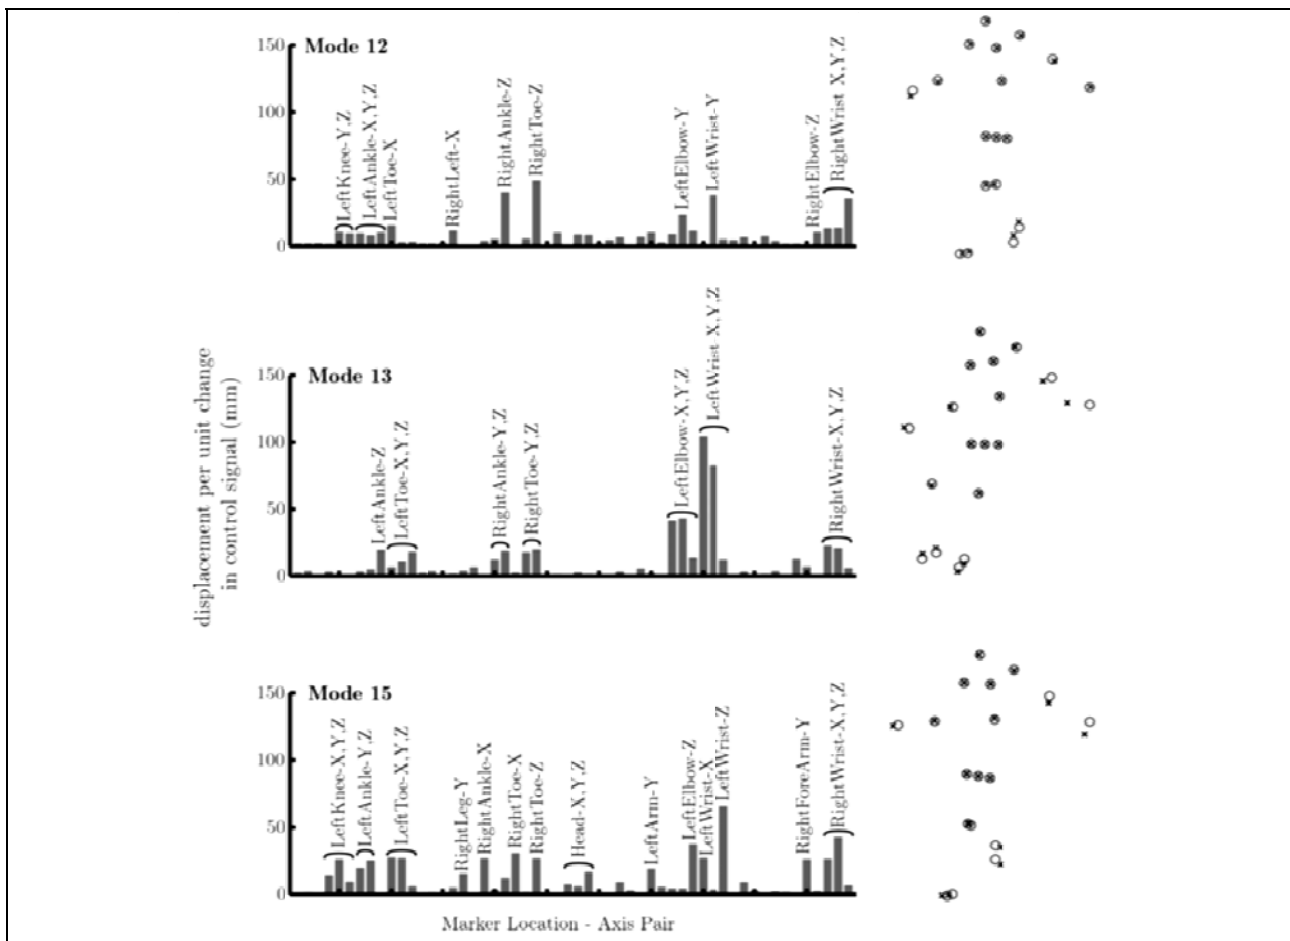 displacement per unit change
in control signal (mm)
Mode 12
150
100
50
0
LeftKnee-Y,Z
LeftAnkle-X,Y,Z
LeftToe-X
RightLeft-X
RightAnkle-Z
RightToe-Z
LeftElbow-Y
LeftWrist-Y
RightElbow-Z
RightWrist X,Y,Z
Mode 13
150
100
50
0
LeftAnkle-Z
LeftToe-X,Y,Z
RightAnkle-Y,Z
RightToe-Y,Z
LeftElbow-X,Y,Z
LeftWrist X,Y,Z
RightWrist-X,Y,Z
Mode 15
150
100
50
0
LeftKnee-X,Y,Z
LeftAnkle-Y,Z
LeftToe-X,Y,Z
RightLeg-Y
RightAnkle-X
RightToe-X
RightToe-Z
Head-X,Y,Z
LeftArm-Y
LeftElbow-Z
LeftWrist-X
LeftWrist-Z
RightForeArm-Y
RightWrist-X,Y,Z
Marker Location - Axis Pair